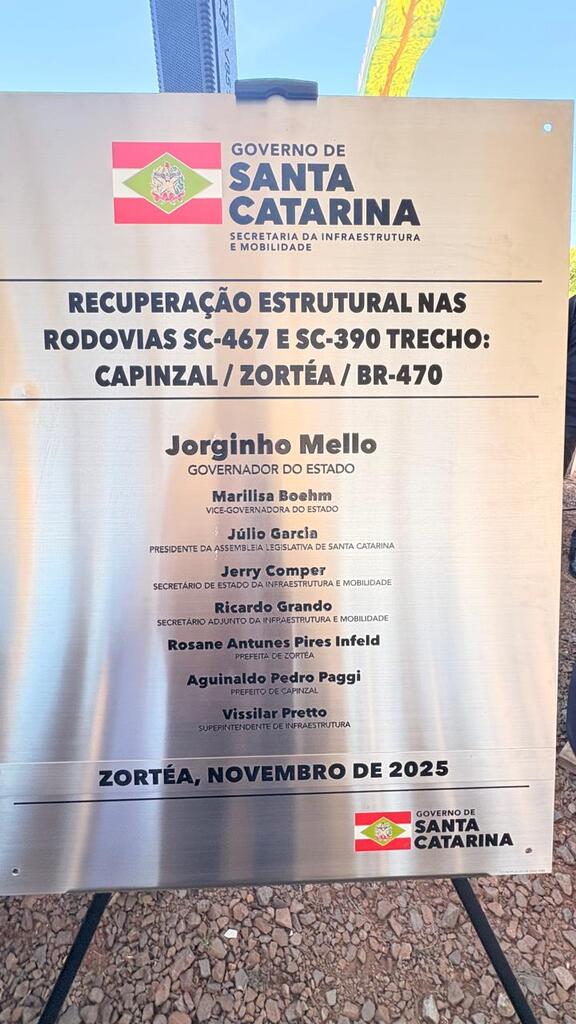 GOVERNO DE
SANTA
CATARINA
SECRETARIA DA INFRAESTRUTURA
E MOBILIDADE
RECUPERAÇÃO ESTRUTURAL NAS
RODOVIAS SC-467 E SC-390 TRECHO:
CAPINZAL / ZORTÉA / BR-470
Jorginho Mello
GOVERNADOR DO ESTADO
Marilisa Boehm
VICE-GOVERNADORA DO ESTADO
Júlio Garcia
PRESIDENTE DA ASSEMBLEIA LEGISLATIVA DE SANTA CATARINA
Jerry Comper
SECRETÁRIO DE ESTADO DA INFRAESTRUTURA E MOBILIDADE
Ricardo Grando
SECRETÁRIO ADJUNTO DA INFRAESTRUTURA E MOBILIDADE
Rosane Antunes Pires Infeld
PREFEITA DE ZORTÉA
Aguinaldo Pedro Paggi
PREFEITO DE CAPINZAL
Vissilar Pretto
SUPERINTENDENTE DE INFRAESTRUTURA
ZORTÉA, NOVEMBRO DE 2025
GOVERNO DE
SANTA
CATARINA